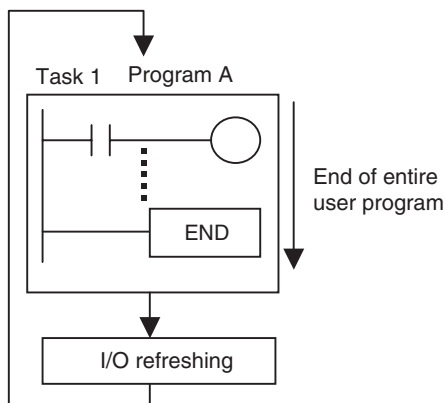 Task 1 Program A
End of entire
user program
END
I/O refreshing